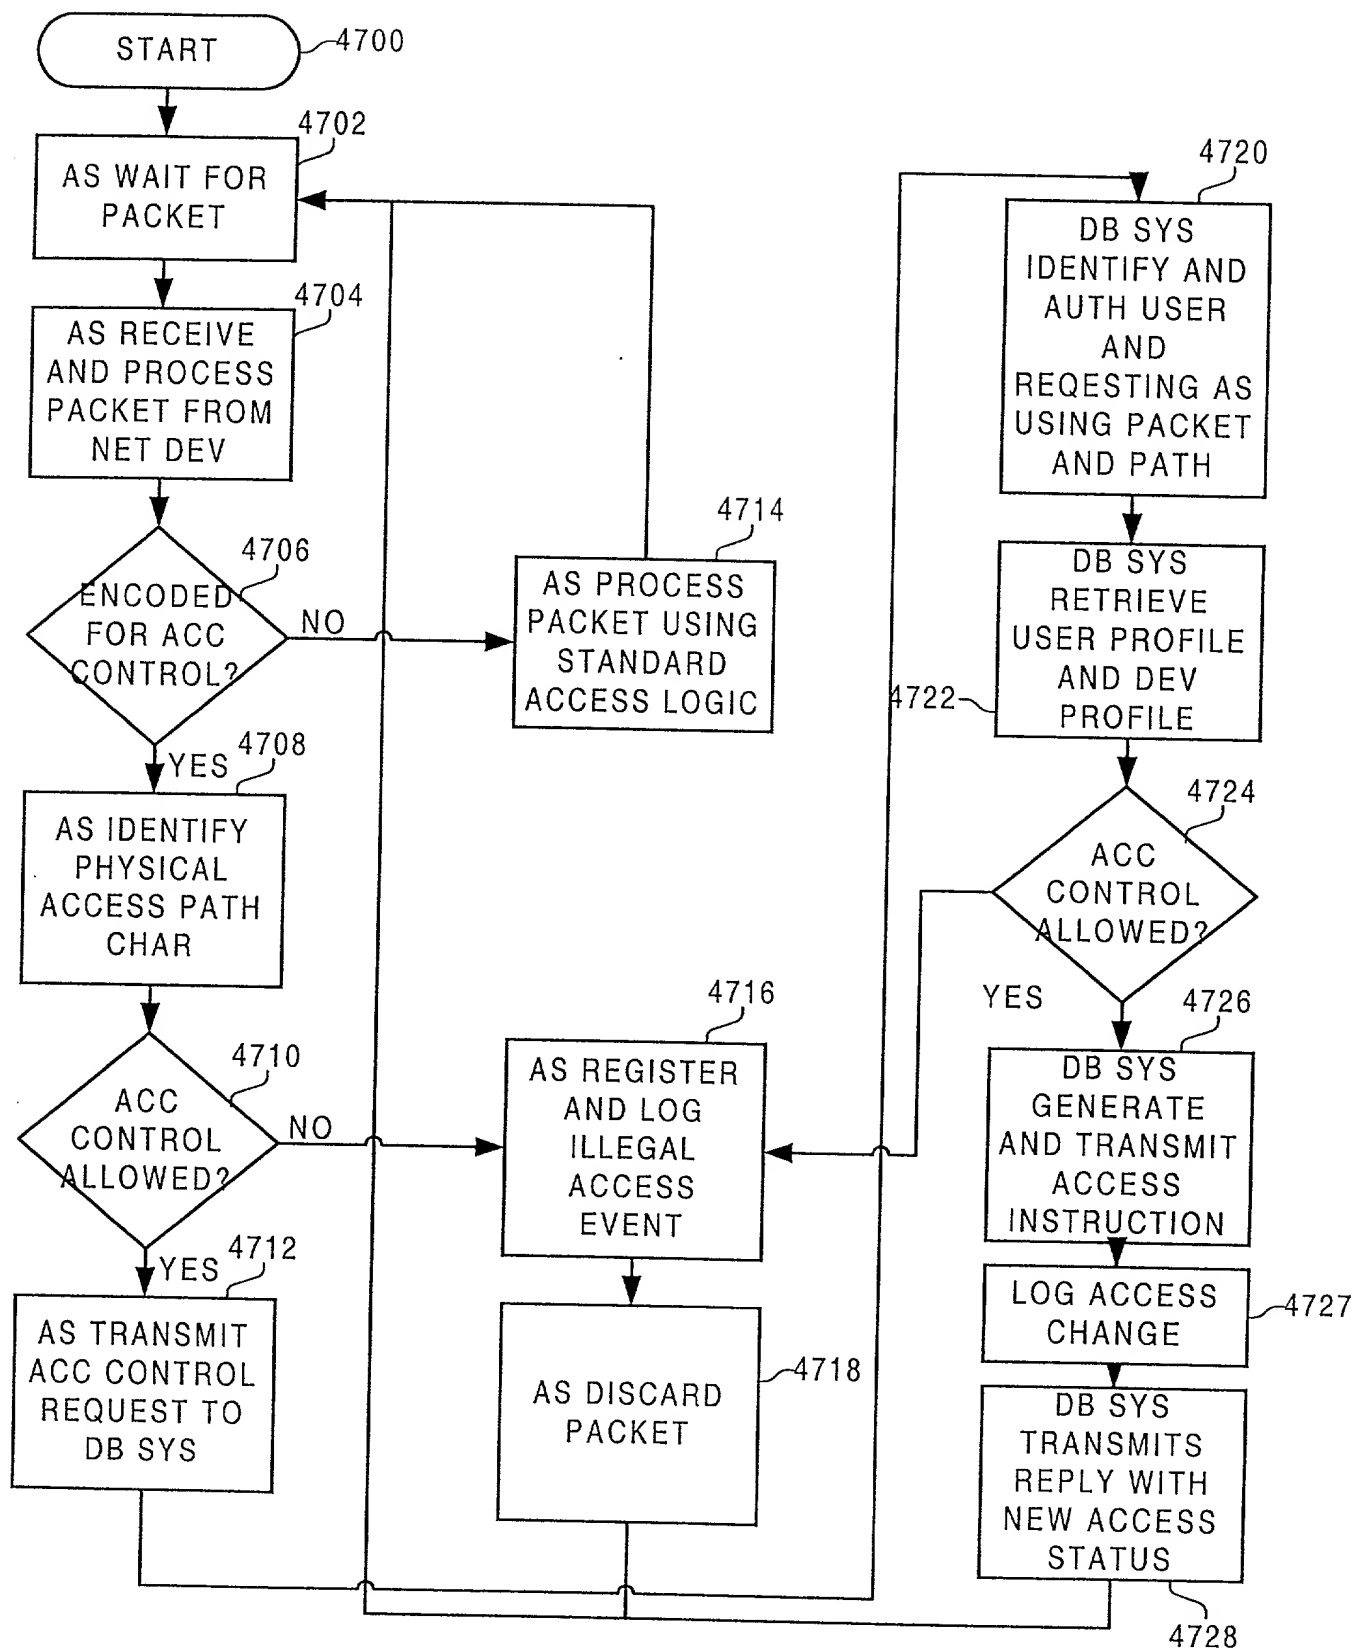 START
4700
4702
AS WAIT FOR
PACKET
4704
AS RECEIVE
AND PROCESS
PACKET FROM
NET DEV
4706
ENCODED
FOR ACC
CONTROL?
NO
YES
4714
AS PROCESS
PACKET USING
STANDARD
ACCESS LOGIC
4708
AS IDENTIFY
PHYSICAL
ACCESS PATH
CHAR
4710
ACC
CONTROL
ALLOWED?
NO
YES
4716
AS REGISTER
AND LOG
ILLEGAL
ACCESS
EVENT
4712
AS TRANSMIT
ACC CONTROL
REQUEST TO
DB SYS
4718
AS DISCARD
PACKET
4720
DB SYS
IDENTIFY AND
AUTH USER
AND
REQESTING AS
USING PACKET
AND PATH
4722
DB SYS
RETRIEVE
USER PROFILE
AND DEV
PROFILE
4724
ACC
CONTROL
ALLOWED?
YES
4726
DB SYS
GENERATE
AND TRANSMIT
ACCESS
INSTRUCTION
LOG ACCESS
CHANGE
4727
DB SYS
TRANSMITS
REPLY WITH
NEW ACCESS
STATUS
4728